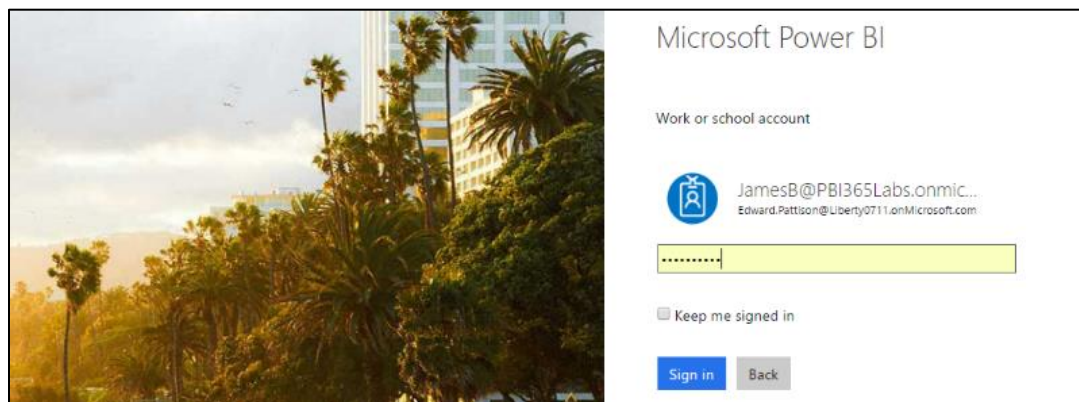 Microsoft Power BI
Work or school account
JamesB@PBI365Labs.onmic...
Edward.Pattison@Liberty0711.onMicrosoft.com
••••••••••
Keep me signed in
Sign in
Back